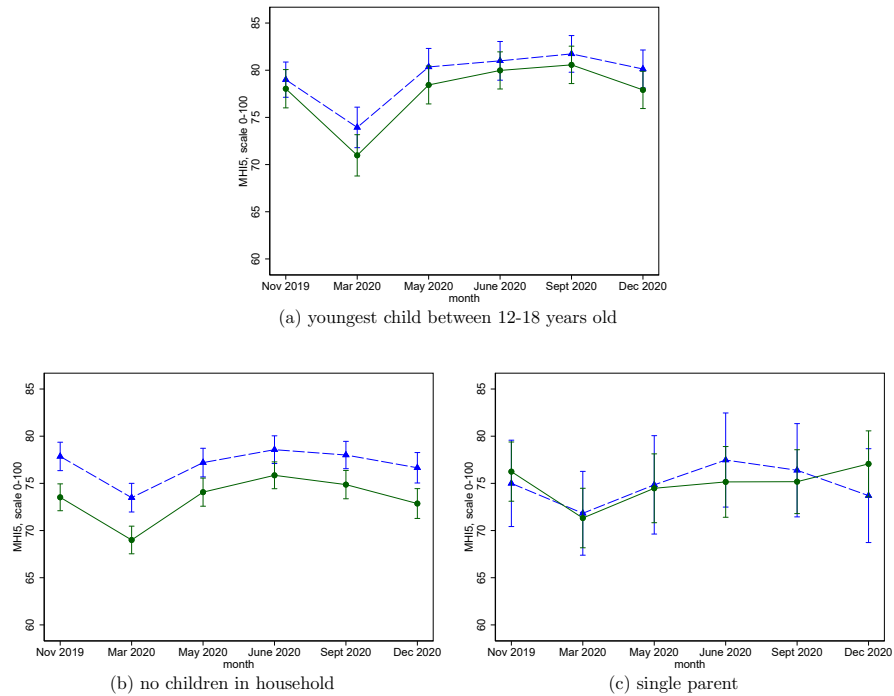 MHI5, scale 0-100
85
80
75
70
65
60
Nov 2019 Mar 2020 May 2020 June 2020 Sept 2020 Dec 2020
month
(a) youngest child between 12-18 years old
MHI5, scale 0-100
85
80
75
70
65
60
Nov 2019 Mar 2020 May 2020 June 2020 Sept 2020 Dec 2020
month
(b) no children in household
MHI5, scale 0-100
85
80
75
70
65
60
Nov 2019 Mar 2020 May 2020 June 2020 Sept 2020 Dec 2020
month
(c) single parent